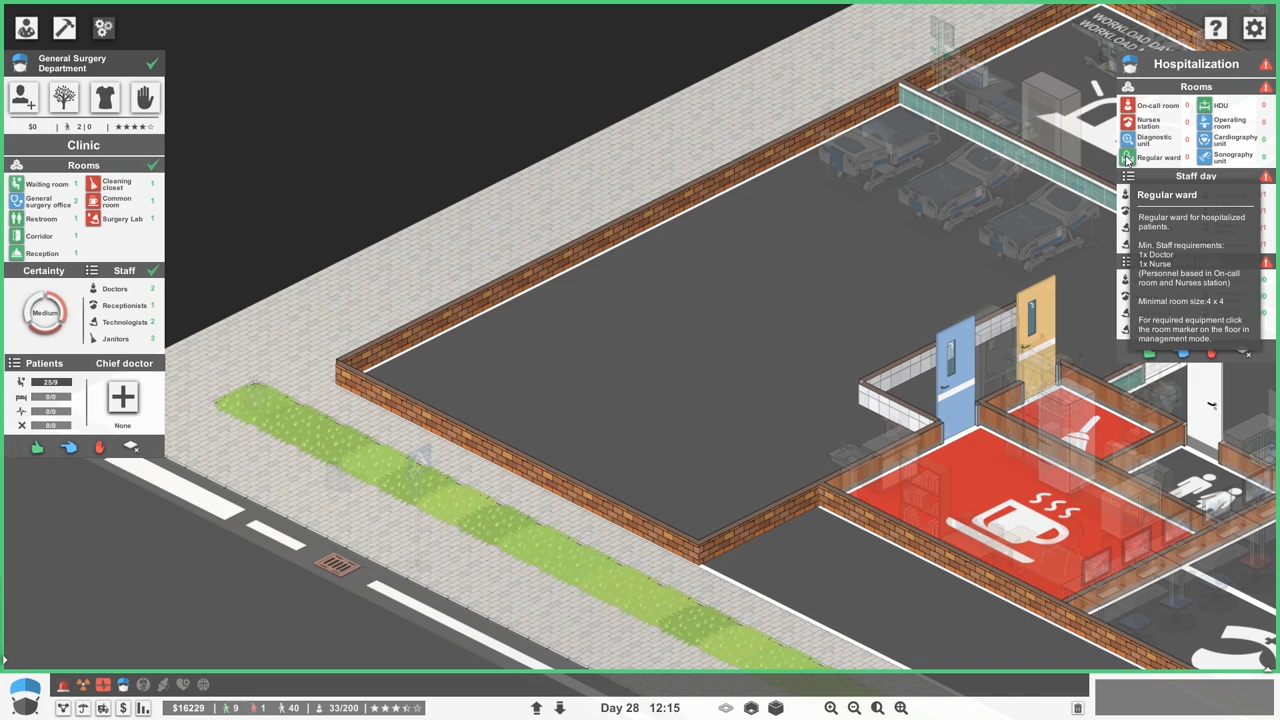 General Surgery
Department
$0 | 2|0 |
Clinic
Rooms
Waiting room 1
Cleaning
closet 1
General
surgery office 2
Common
room 1
Restroom 1
Surgery Lab 1
Corridor 1
Reception 1
Certainty
Staff
Medium
Doctors 2
Receptionists 1
Technologists 2
Janitors 3
Patients
Chief doctor
25/9
0/0
0/0
0/0
None
WORKLOAD DAY
WORKLOAD
?
Hospitalization
Rooms
On-call room 0
HDU 0
Nurses
station 0
Operating
room 0
Diagnostic
unit 0
Cardiography
unit 0
Regular ward 0
Sonography
unit 0
Staff day
Regular ward
Regular ward for hospitalized
patients.
Min. Staff requirements:
1x Doctor
1x Nurse
(Personnel based in On-call
room and Nurses station)
Minimal room size:4 x 4
For required equipment click
the room marker on the floor in
management mode.
$16229 | 9 | 1 | 40 | 33/200 |
Day 28 12:15